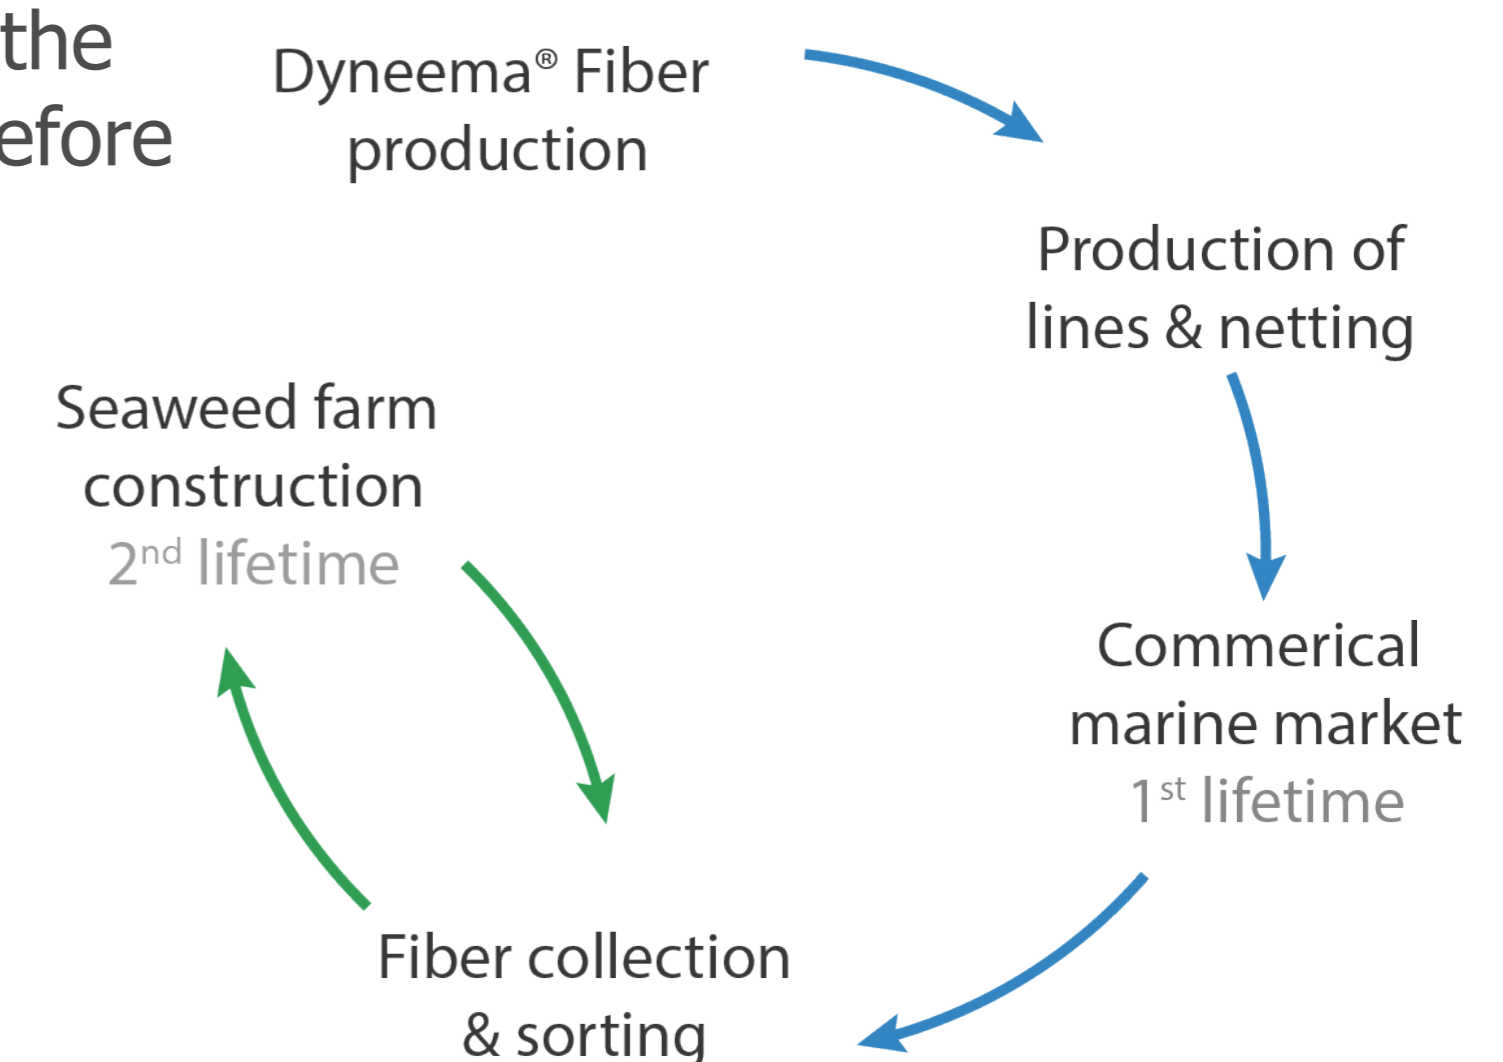 the
efore
Dyneema® Fiber
production
Production of
lines & netting
Seaweed farm
construction
2nd lifetime
Commerical
marine market
1st lifetime
Fiber collection
& sorting